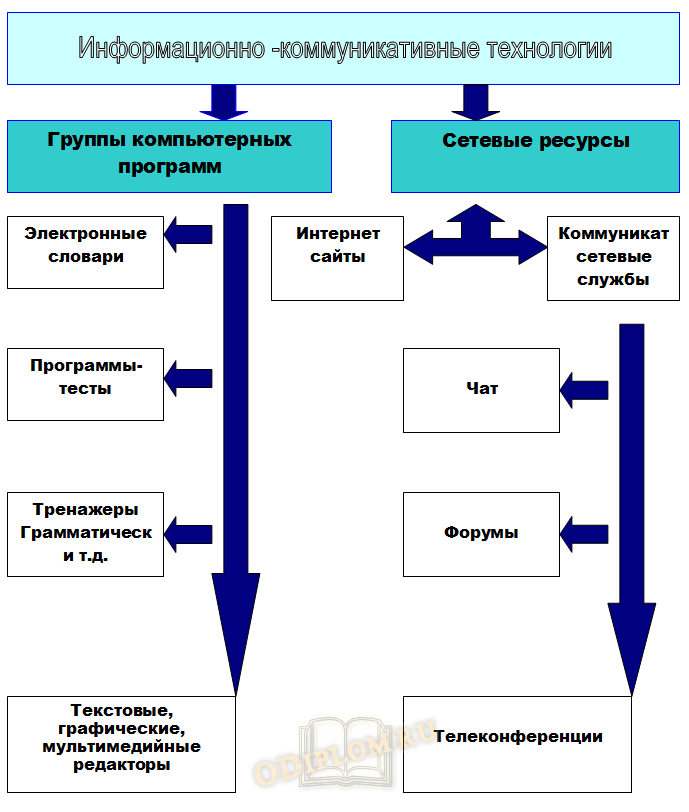 Информационно -коммуникативные технологии
Группы компьютерных
программ
Сетевые ресурсы
Электронные
словари
Интернет
сайты
Коммуникат
сетевые
службы
Программы-
тесты
Чат
Тренажеры
Грамматическ
и т.д.
Форумы
Текстовые,
графические,
мультимедийные
редакторы
Телеконференции
ODIPLOM.RU